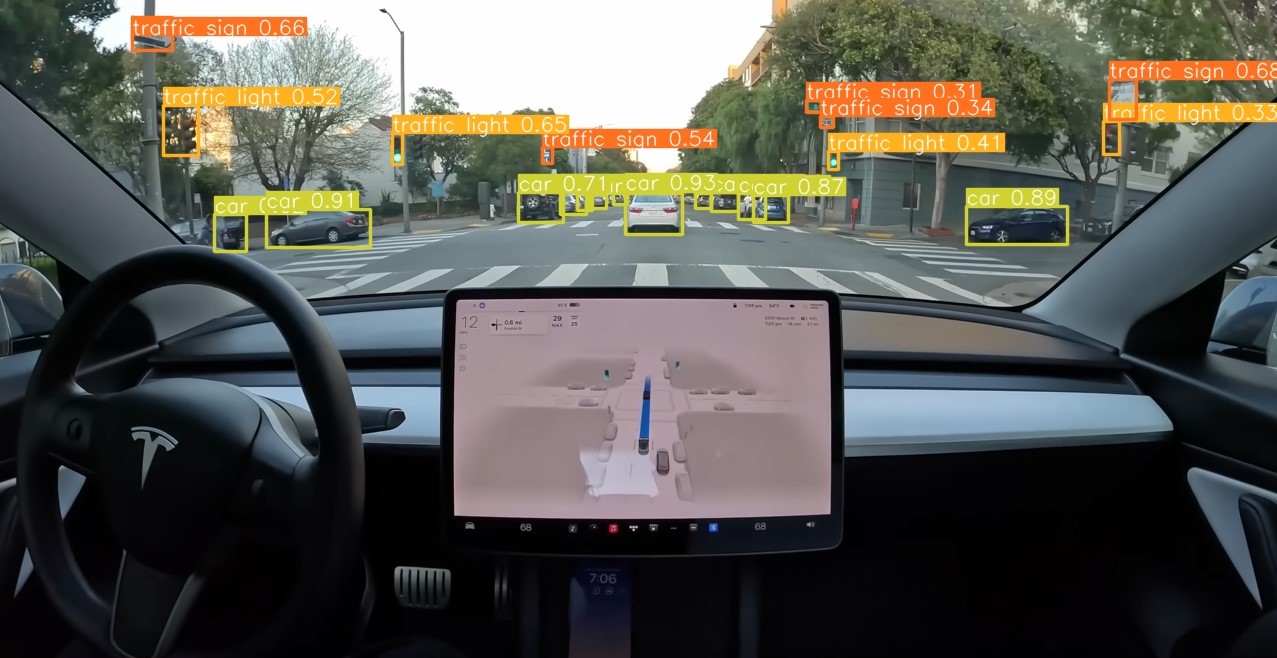 traffic sign 0.66
traffic sign 0.68
traffic light 0.52
traffic sign 0.31
traffic sign 0.34
traffic light 0.33
traffic light 0.65
traffic sign 0.54
traffic light 0.41
car 0.71
car 0.93
car 0.87
car
car 0.91
car 0.89
12
0.6 mi
29
MAX
25
68
68
7:06